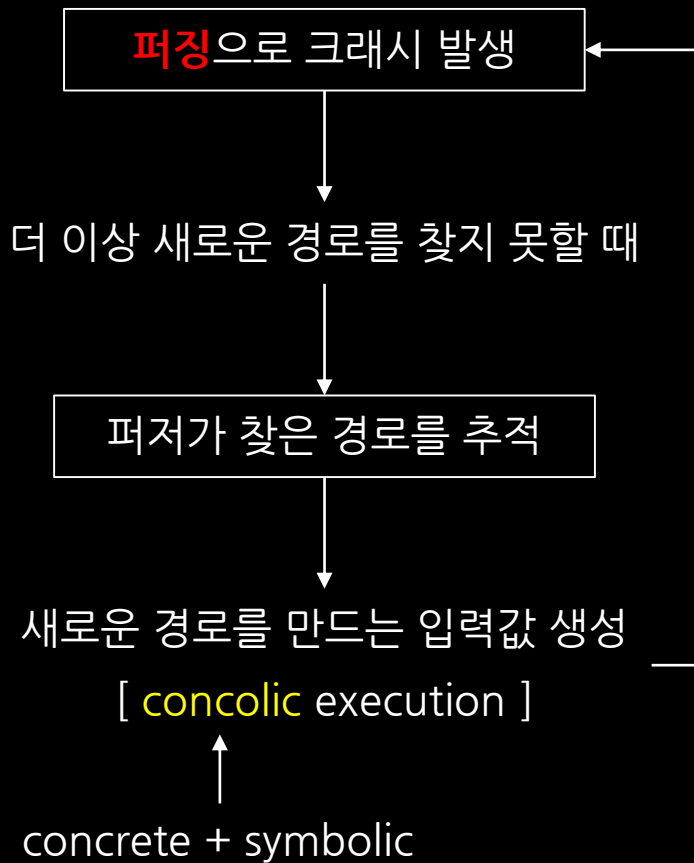 퍼징으로 크래시 발생
더 이상 새로운 경로를 찾지 못할 때
퍼저가 찾은 경로를 추적
새로운 경로를 만드는 입력값 생성
[ concolic execution ]
concrete + symbolic